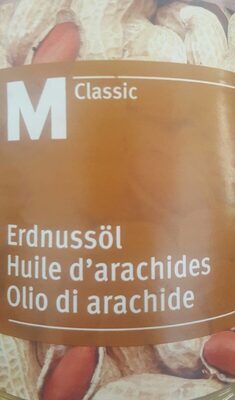 M Classic
Erdnussöl
Huile d'arachides
Olio di arachide